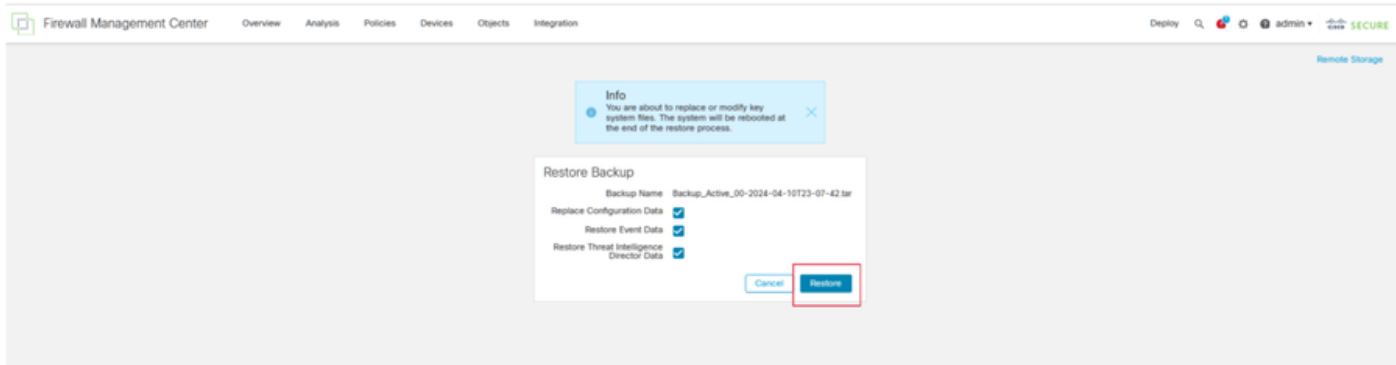 Firewall Management Center Overview Analysis Policies Devices Objects Integration Deploy admin CISCO SECURE
Remote Storage
Info
You are about to replace or modify key
system files. The system will be rebooted at
the end of the restore process.
Restore Backup
Backup Name Backup_Active_00-2024-04-10T23-07-42.tar
Replace Configuration Data
Restore Event Data
Restore Threat Intelligence
Director Data
Cancel Restore